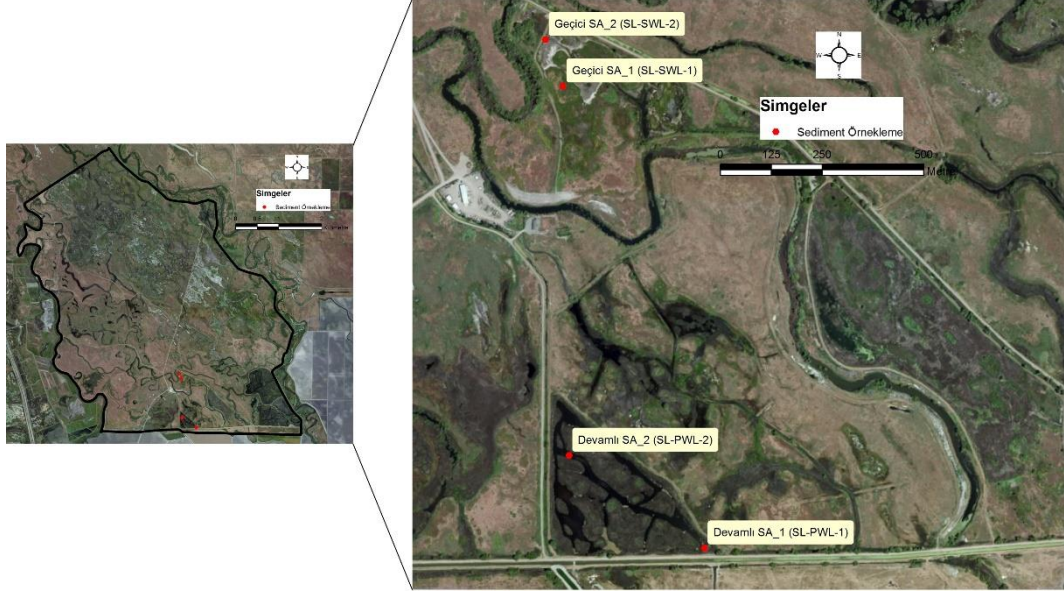 Simgeler
Sediment Örnekleme
Geçici SA_2 (SL-SWL-2)
Geçici SA_1 (SL-SWL-1)
N
W E
S
Simgeler
Sediment Örnekleme
0 125 250 500
Devamlı SA_2 (SL-PWL-2)
Devamlı SA_1 (SL-PWL-1)